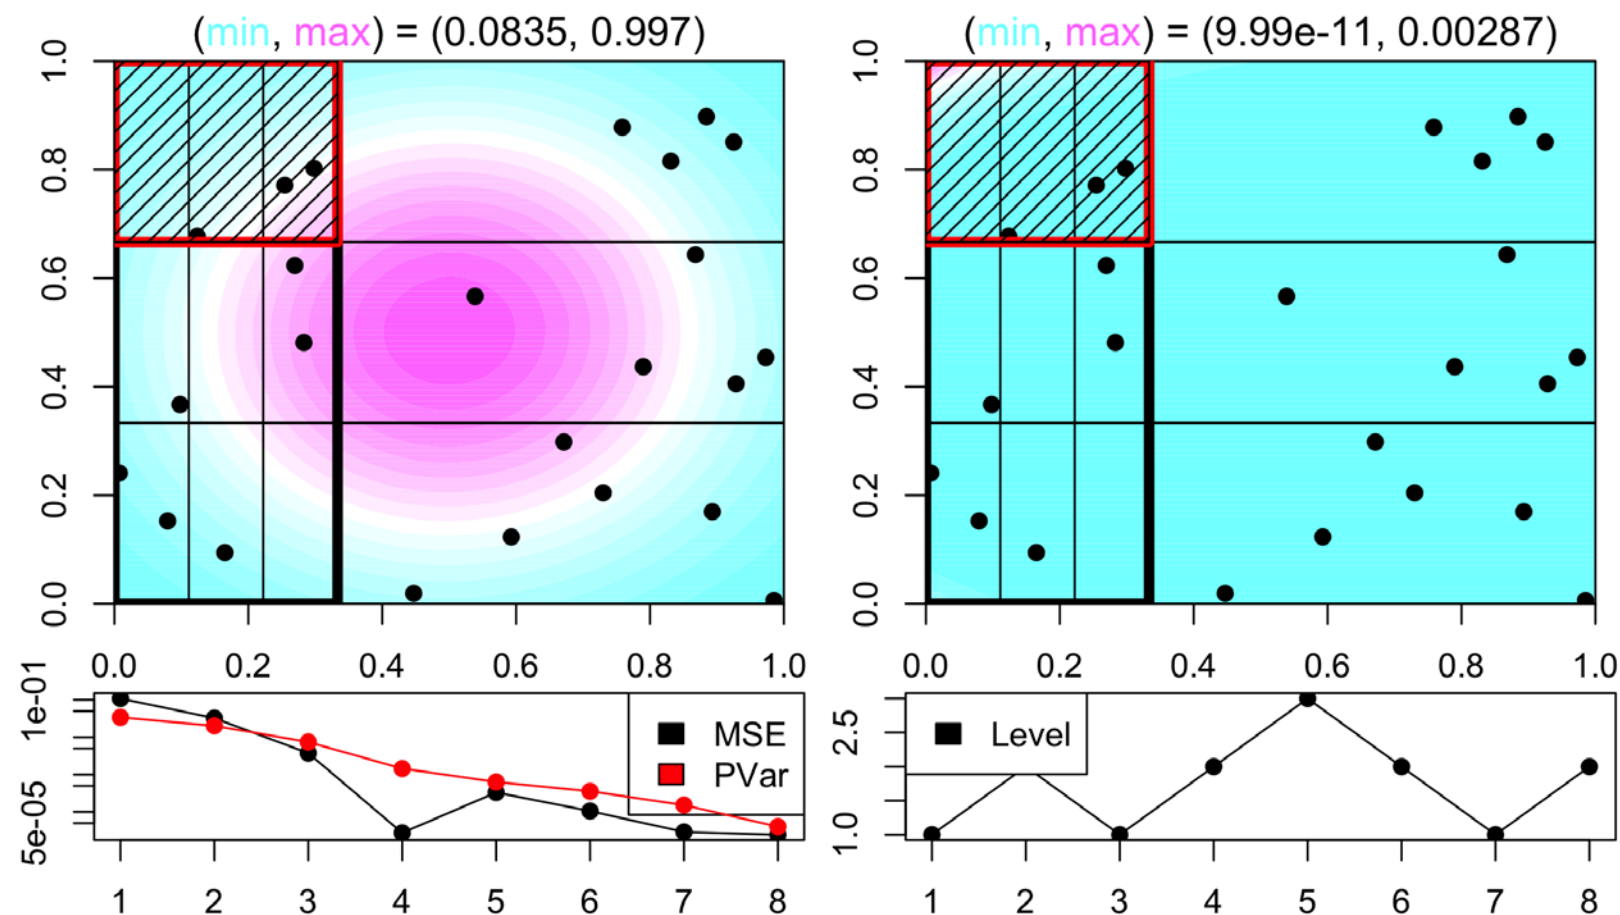 (min, max) = (0.0835, 0.997)
1.0
0.8
0.6
0.4
0.2
0.0
0.0 0.2 0.4 0.6 0.8 1.0
(min, max) = (9.99e-11, 0.00287)
1.0
0.8
0.6
0.4
0.2
0.0
0.0 0.2 0.4 0.6 0.8 1.0
1e-01
5e-05
MSE
PVar
1 2 3 4 5 6 7 8
2.5
1.0
Level
1 2 3 4 5 6 7 8